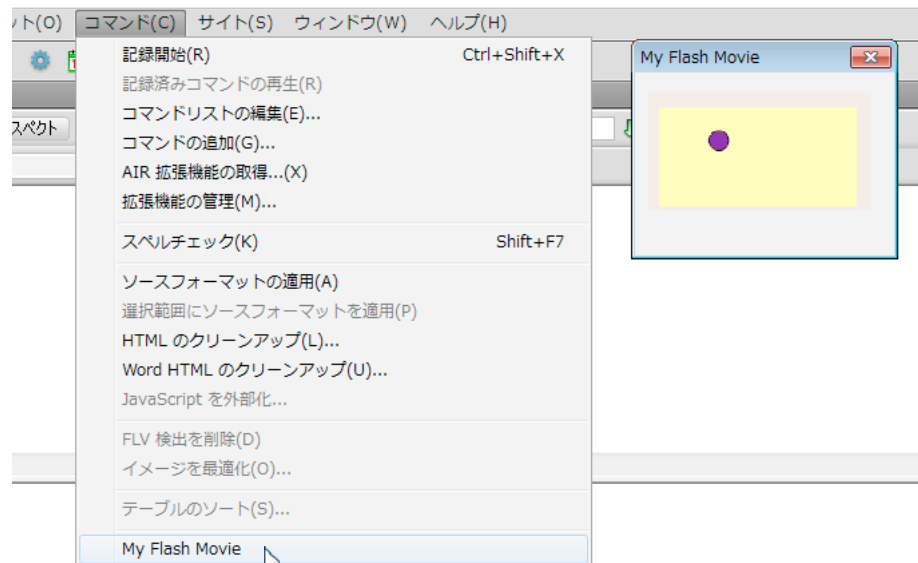 ット(O) コマンド(C) サイト(S) ウィンドウ(W) ヘルプ(H)
記録開始(R) Ctrl+Shift+X
記録済みコマンドの再生(R)
コマンドリストの編集(E)...
コマンドの追加(G)...
AIR 拡張機能の取得...(X)
拡張機能の管理(M)...
スペルチェック(K) Shift+F7
ソースフォーマットの適用(A)
選択範囲にソースフォーマットを適用(P)
HTML のクリーンアップ(L)...
Word HTML のクリーンアップ(U)...
JavaScript を外部化...
FLV 検出を削除(D)
イメージを最適化(O)...
テーブルのソート(S)...
My Flash Movie
スペクト
My Flash Movie